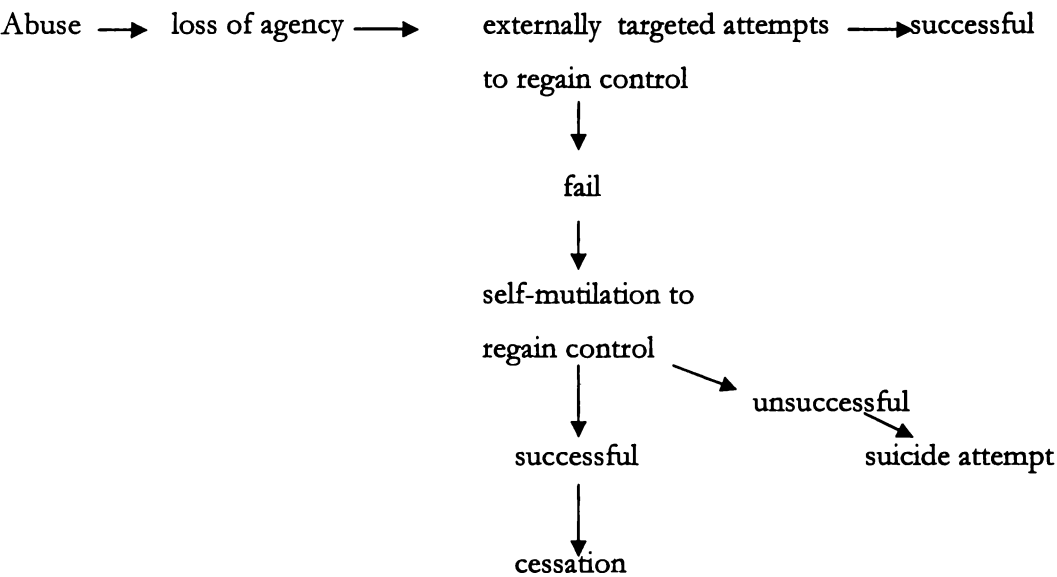 Abuse loss of agency externally targeted attempts successful
to regain control
fail
self-mutilation to
regain control
unsuccessful
successful suicide attempt
cessation